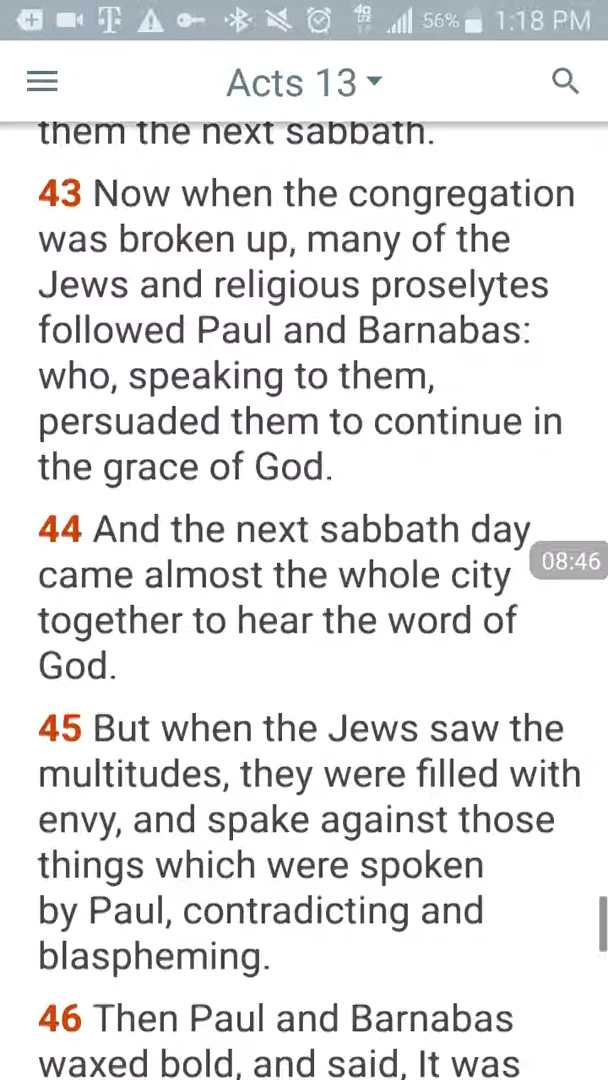 56% 1:18 PM
Acts 13
them the next sabbath.
43 Now when the congregation
was broken up, many of the
Jews and religious proselytes
followed Paul and Barnabas:
who, speaking to them,
persuaded them to continue in
the grace of God.
44 And the next sabbath day
08:46
came almost the whole city
together to hear the word of
God.
45 But when the Jews saw the
multitudes, they were filled with
envy, and spake against those
things which were spoken
by Paul, contradicting and
blaspheming.
46 Then Paul and Barnabas
waxed bold, and said, It was